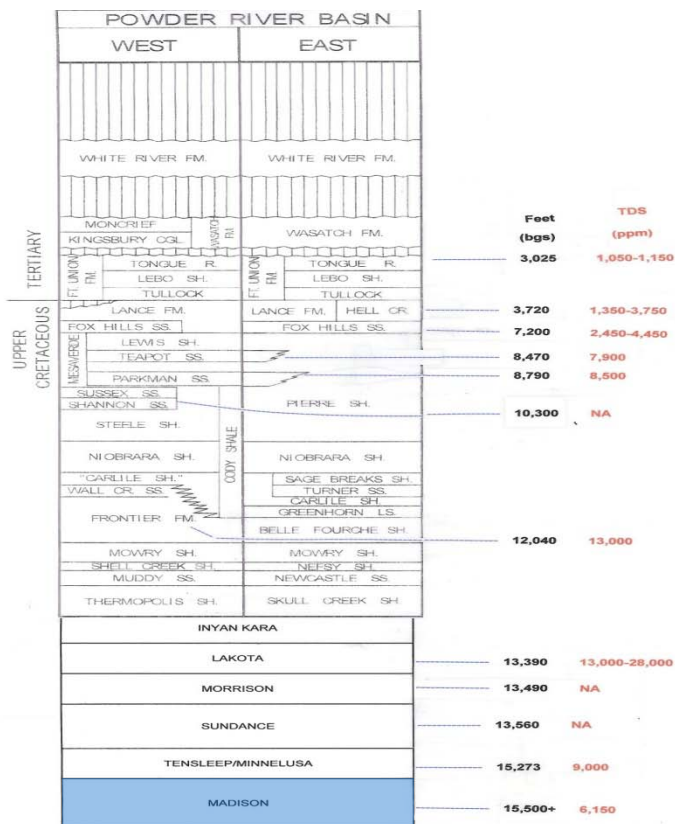 POWDER RIVER BASIN
WEST EAST
WHITE RIVER FM. WHITE RIVER FM.
Feet TDS
(bgs) (ppm)
MONCRIEF
KINGSBURY CGL.
WASATCH FM.
WASATCH FM.
3,025 1,050-1,150
TERTIARY
FT. UNION FM.
TONGUE R.
LEBO SH.
TULLOCK
FT. UNION FM.
TONGUE R.
LEBO SH.
TULLOCK
UPPER CRETACEOUS
LANCE FM. LANCE FM. HELL CR. 3,720 1,350-3,750
FOX HILLS SS. FOX HILLS SS. 7,200 2,450-4,450
MESAVERDE
LEWIS SH.
TEAPOT SS. 8,470 7,900
PARKMAN SS. 8,790 8,500
SUSSEX SS.
SHANNON SS. PIERRE SH. 10,300 NA
STEELE SH.
CODY SHALE
NIOBRARA SH. NIOBRARA SH.
"CARLILE SH." SAGE BREAKS SH.
WALL CR. SS. TURNER SS.
CARLILE SH.
GREENHORN LS.
FRONTIER FM. BELLE FOURCHE SH. 12,040 13,000
MOWRY SH. MOWRY SH.
SHELL CREEK SH. NEFSY SH.
MUDDY SS. NEWCASTLE SS.
THERMOPOLIS SH. SKULL CREEK SH.
INYAN KARA
LAKOTA 13,390 13,000-28,000
MORRISON 13,490 NA
SUNDANCE 13,560 NA
TENSLEEP/MINNELUSA 15,273 9,000
MADISON 15,500+ 6,150